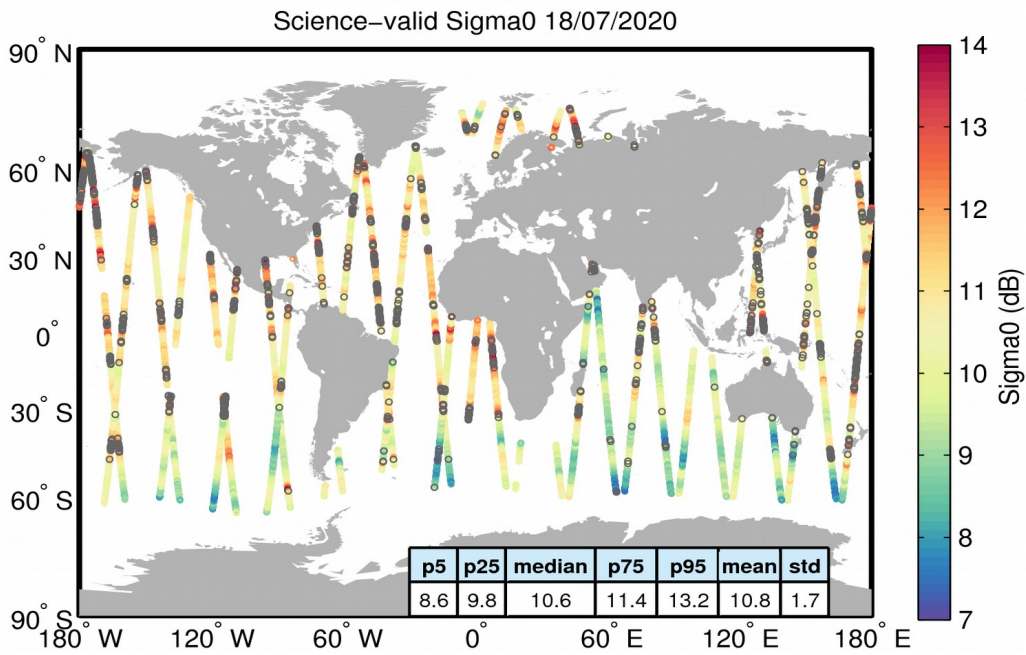 Science−valid Sigma0 18/07/2020
90° N
60° N
30° N
0°
30° S
60° S
90° S
180° W
120° W
60° W
0°
60° E
120° E
180° E
14
13
12
11
10
9
8
7
Sigma0 (dB)
p5 p25 median p75 p95 mean std
8.6 9.8 10.6 11.4 13.2 10.8 1.7